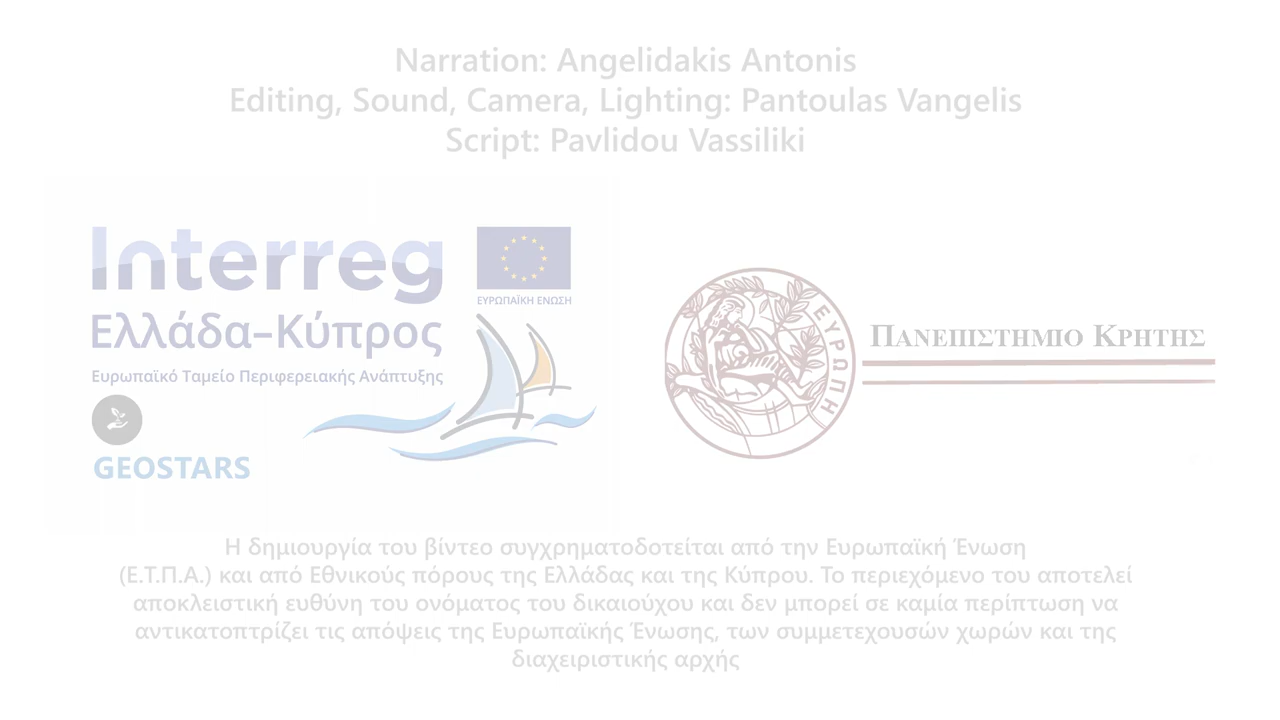 Narration: Angelidakis Antonis
Editing, Sound, Camera, Lighting: Pantoulas Vangelis
Script: Pavlidou Vassiliki
Interreg
ΕΥΡΩΠΑΪΚΗ ΕΝΩΣΗ
Ελλάδα-Κύπρος
Ευρωπαϊκό Ταμείο Περιφερειακής Ανάπτυξης
GEOSTARS
ΕΥΡΩΠΗ
ΠΑΝΕΠΙΣΤΗΜΙΟ ΚΡΗΤΗΣ
Η δημιουργία του βίντεο συγχρηματοδοτείται από την Ευρωπαϊκή Ένωση
(Ε.Τ.Π.Α.) και από Εθνικούς πόρους της Ελλάδας και της Κύπρου. Το περιεχόμενο του αποτελεί
αποκλειστική ευθύνη του ονόματος του δικαιούχου και δεν μπορεί σε καμία περίπτωση να
αντικατοπτρίζει τις απόψεις της Ευρωπαϊκής Ένωσης, των συμμετεχουσών χωρών και της
διαχειριστικής αρχής